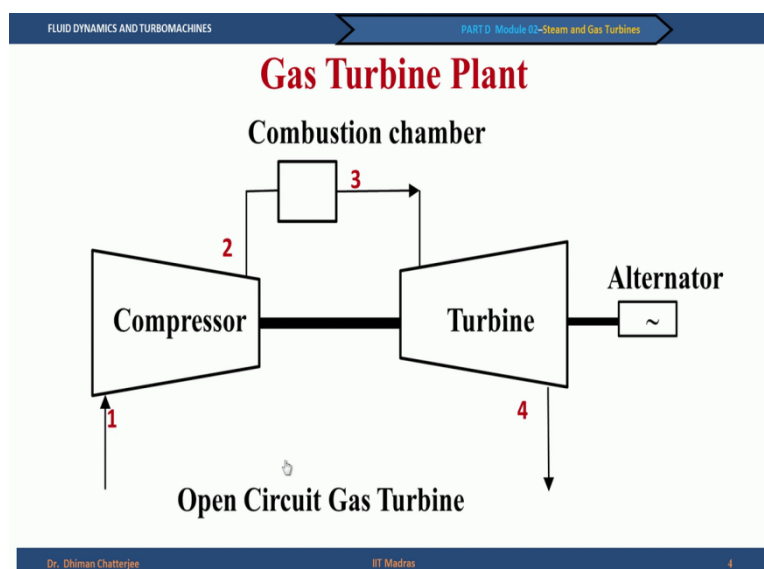 FLUID DYNAMICS AND TURBOMACHINES
PART D Module 02–Steam and Gas Turbines
Gas Turbine Plant
Combustion chamber
3
2
Alternator
Compressor
Turbine
~
1
4
Open Circuit Gas Turbine
Dr. Dhiman Chatterjee
IIT Madras
4